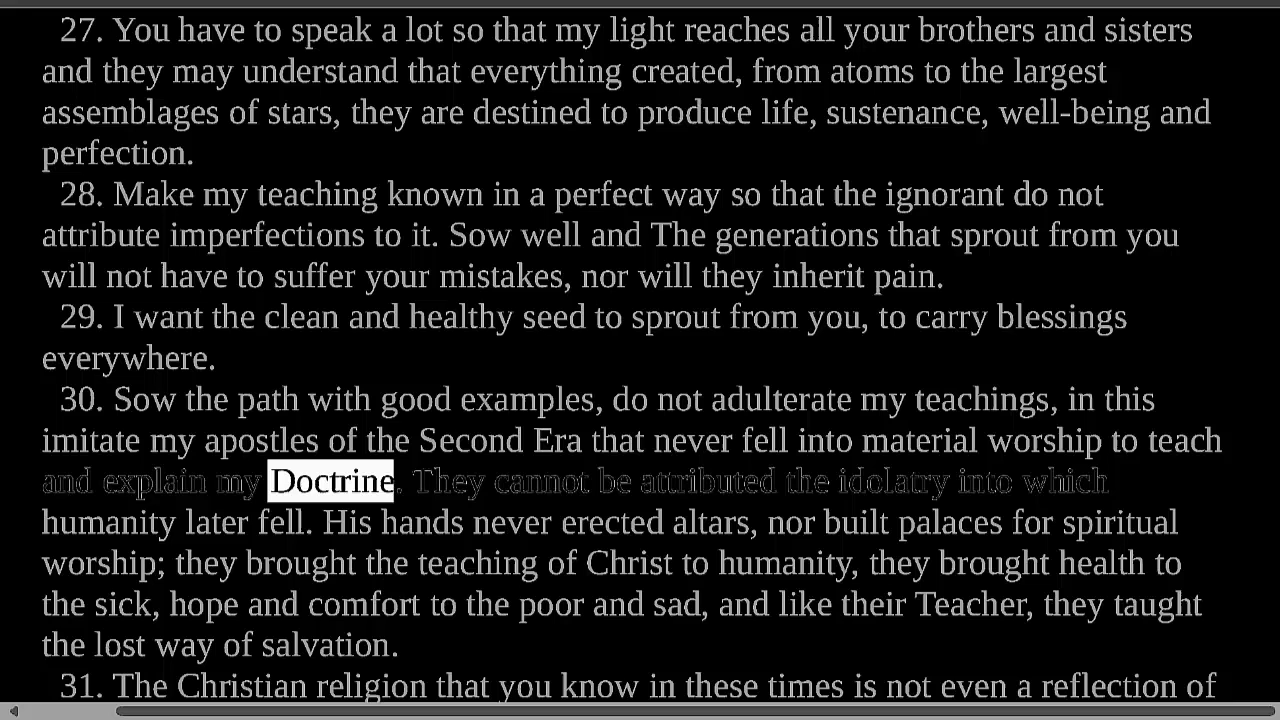 27. You have to speak a lot so that my light reaches all your brothers and sisters
and they may understand that everything created, from atoms to the largest
assemblages of stars, they are destined to produce life, sustenance, well-being and
perfection.
28. Make my teaching known in a perfect way so that the ignorant do not
attribute imperfections to it. Sow well and The generations that sprout from you
will not have to suffer your mistakes, nor will they inherit pain.
29. I want the clean and healthy seed to sprout from you, to carry blessings
everywhere.
30. Sow the path with good examples, do not adulterate my teachings, in this
imitate my apostles of the Second Era that never fell into material worship to teach
and explain my Doctrine. They cannot be attributed the idolatry into which
humanity later fell. His hands never erected altars, nor built palaces for spiritual
worship; they brought the teaching of Christ to humanity, they brought health to
the sick, hope and comfort to the poor and sad, and like their Teacher, they taught
the lost way of salvation.
31. The Christian religion that you know in these times is not even a reflection of